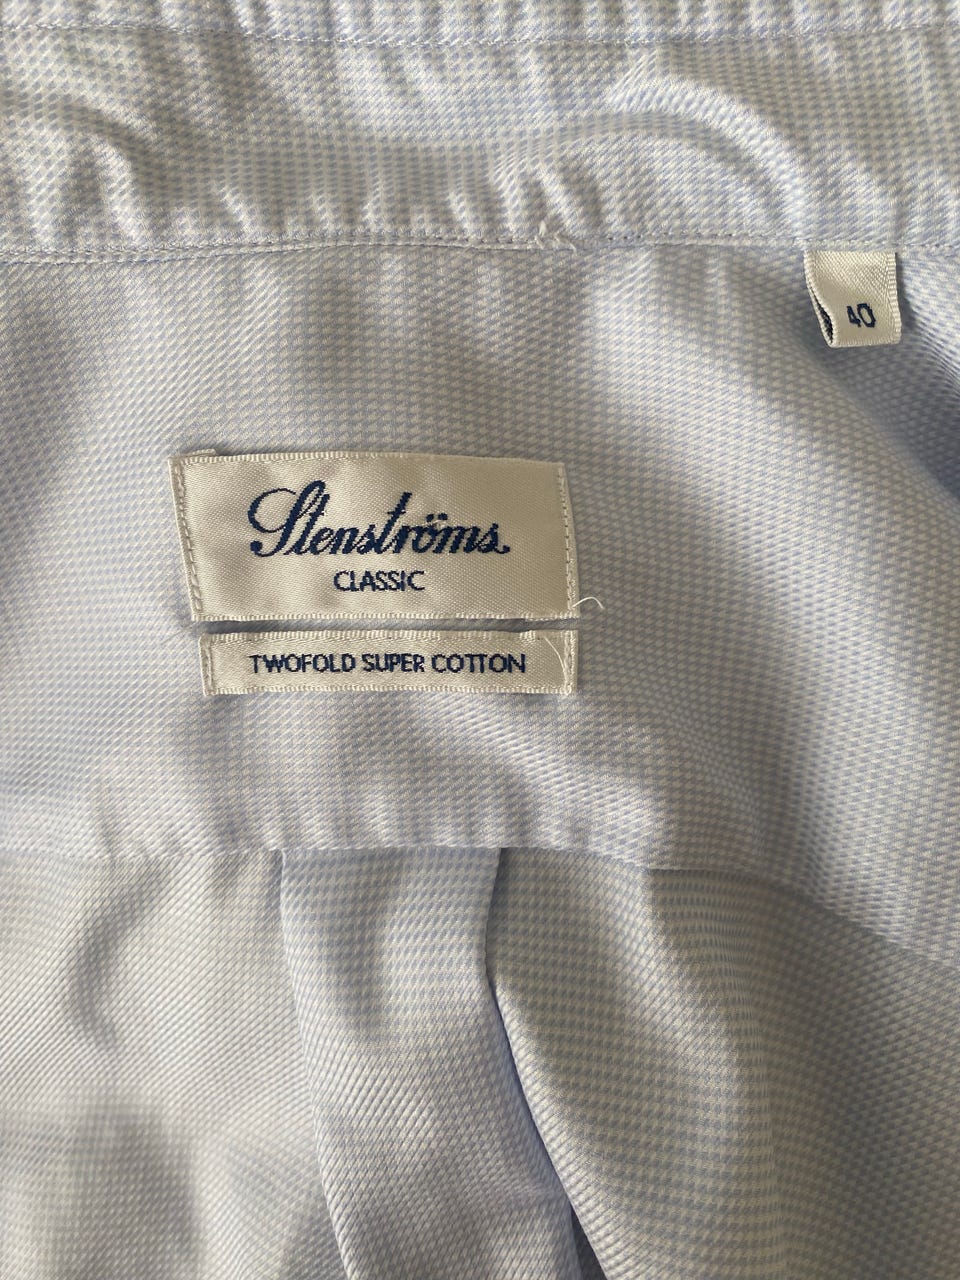 40
Stenströms
CLASSIC
TWOFOLD SUPER COTTON